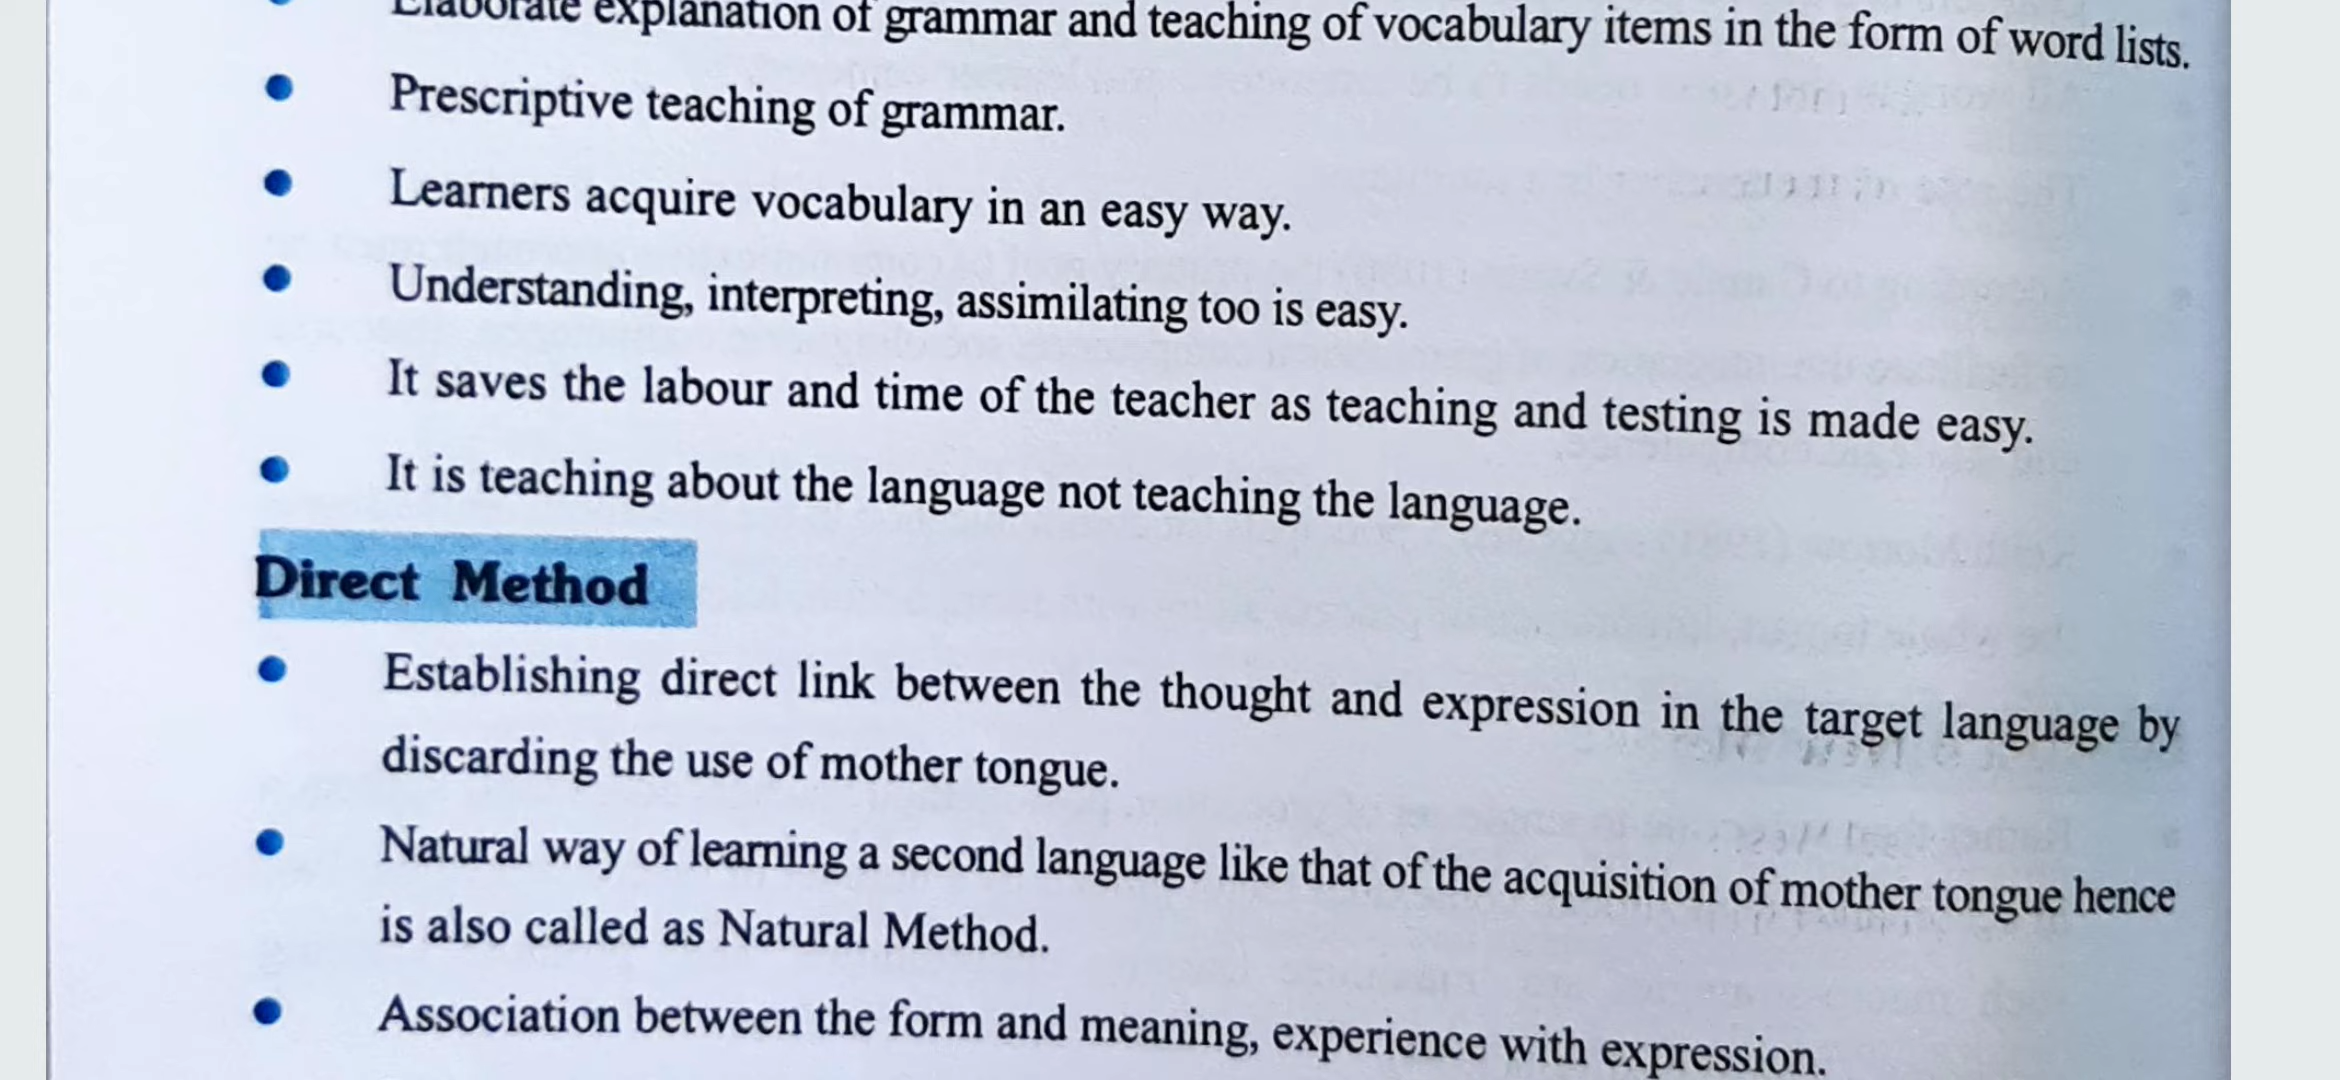 Elaborate explanation of grammar and teaching of vocabulary items in the form of word lists.
• Prescriptive teaching of grammar.
• Learners acquire vocabulary in an easy way.
• Understanding, interpreting, assimilating too is easy.
• It saves the labour and time of the teacher as teaching and testing is made easy.
• It is teaching about the language not teaching the language.
Direct Method
• Establishing direct link between the thought and expression in the target language by
discarding the use of mother tongue.
• Natural way of learning a second language like that of the acquisition of mother tongue hence
is also called as Natural Method.
• Association between the form and meaning, experience with expression.